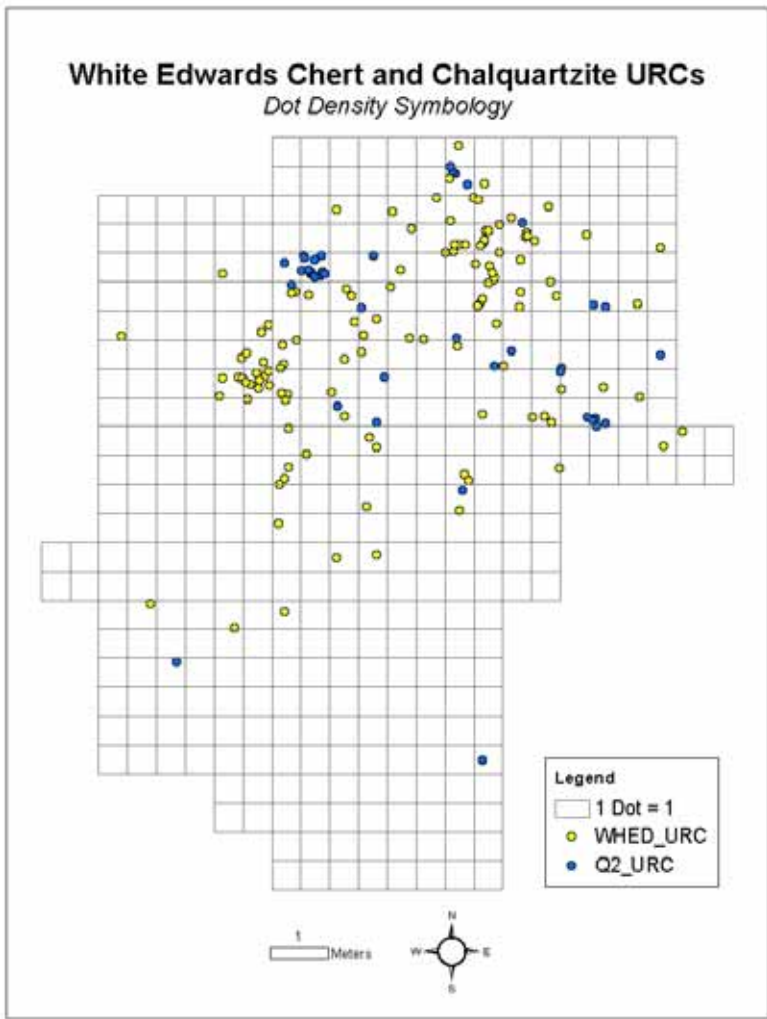 White Edwards Chert and Chalquartzite URCs
Dot Density Symbology
Legend
1 Dot = 1
WHED_URC
Q2_URC
1
Meters
N
W
E
S